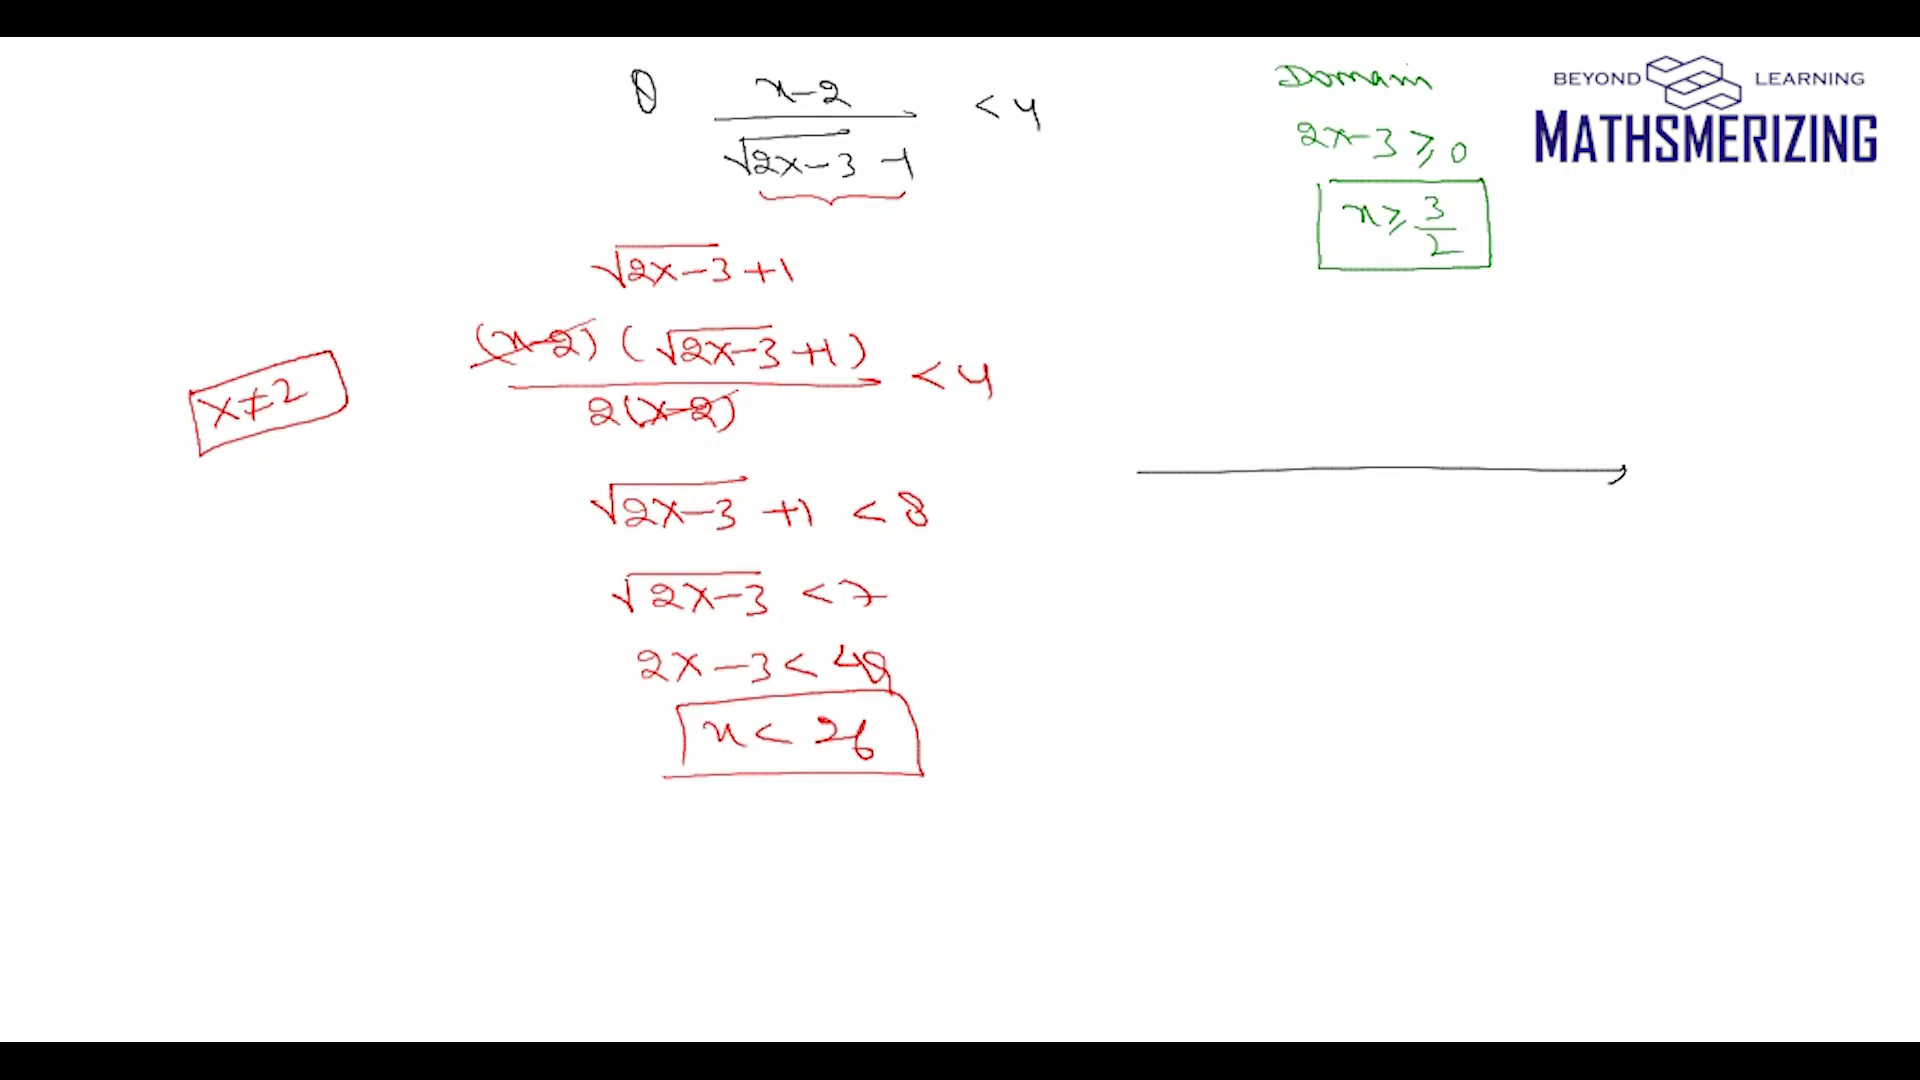 Q (x-2)/(√(2x-3) -1) < 4
√(2x-3) +1
(x-2) (√(2x-3) +1) / 2(x-2) < 4
x≠2
√(2x-3) +1 < 8
√(2x-3) < 7
2x-3 < 49
x < 26
Domain
2x-3 ≥ 0
x ≥ 3/2
BEYOND LEARNING
MATHSMERIZING